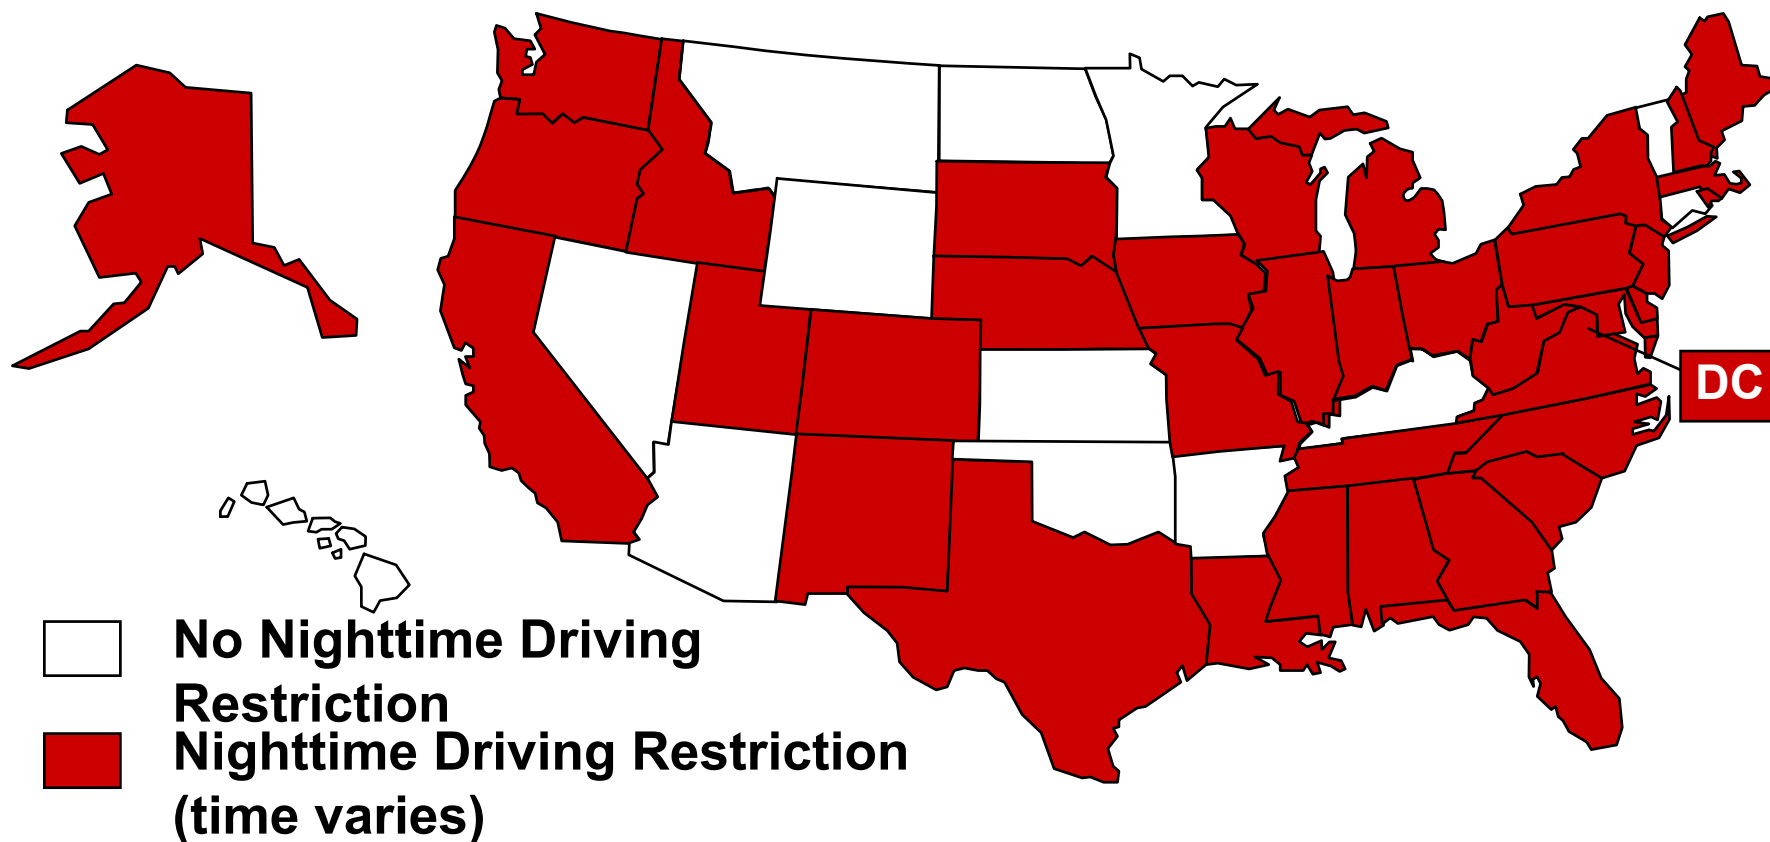 DC
No Nighttime Driving
Restriction
Nighttime Driving Restriction
(time varies)